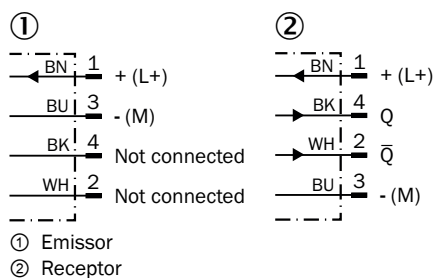 ① ②
BN 1 + (L+)
BU 3 - (M)
BK 4 Not connected
WH 2 Not connected
BN 1 + (L+)
BK 4 Q
WH 2 Q̅
BU 3 - (M)
① Emissor
② Receptor